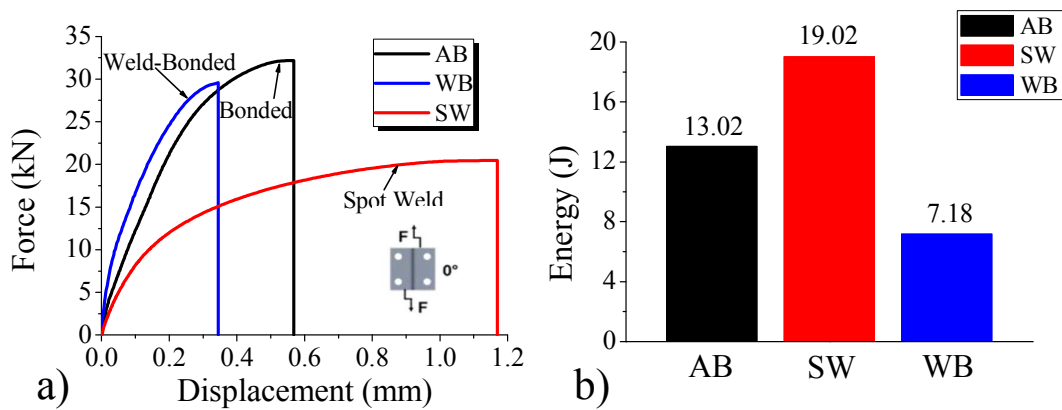 35
30
25
20
15
10
5
0
Force (kN)
0.0 0.2 0.4 0.6 0.8 1.0 1.2
Displacement (mm)
Weld-Bonded
Bonded
Spot Weld
AB
WB
SW
F
0°
F
a)
20
16
12
8
4
0
Energy (J)
13.02
19.02
7.18
AB SW WB
AB
SW
WB
b)